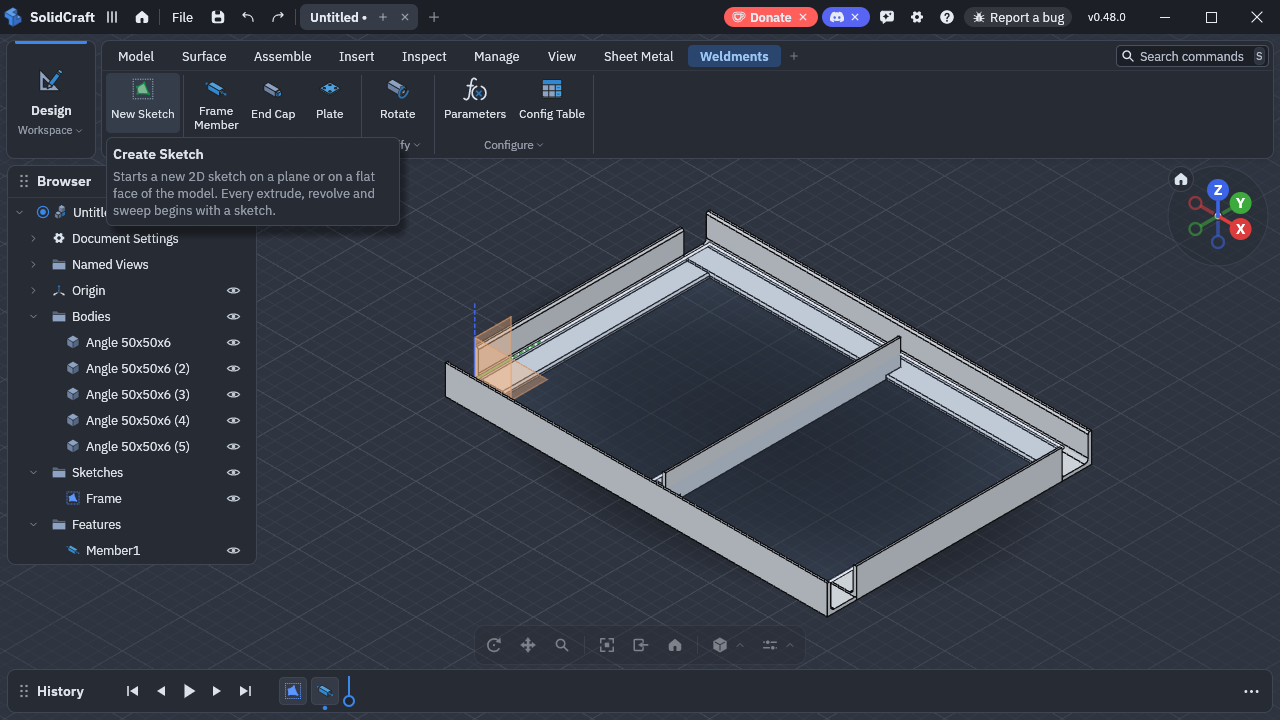 SolidCraft
File
Untitled •
Donate
Report a bug
v0.48.0
Design
Workspace
Model
Surface
Assemble
Insert
Inspect
Manage
View
Sheet Metal
Weldments
Search commands
S
New Sketch
Frame
Member
End Cap
Plate
Rotate
Parameters
Config Table
Configure
Create Sketch
Starts a new 2D sketch on a plane or on a flat
face of the model. Every extrude, revolve and
sweep begins with a sketch.
Browser
Document Settings
Named Views
Origin
Bodies
Angle 50x50x6
Angle 50x50x6 (2)
Angle 50x50x6 (3)
Angle 50x50x6 (4)
Angle 50x50x6 (5)
Sketches
Frame
Features
Member1
Z
Y
X
History